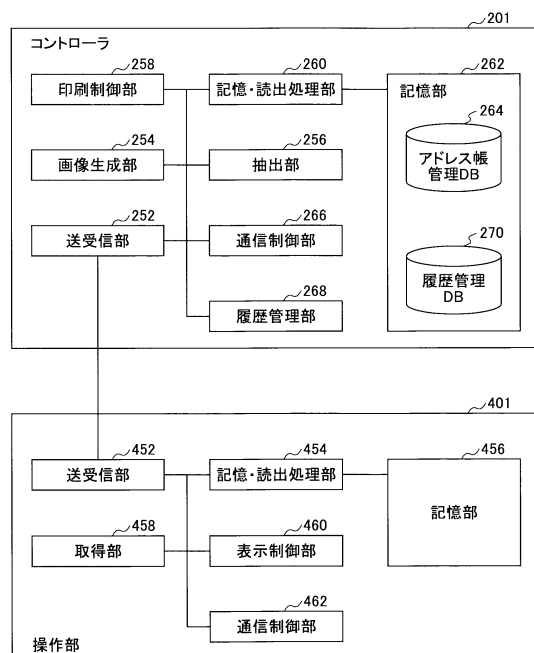 201
コントローラ
258
印刷制御部
260
記憶・読出処理部
262
記憶部
264
アドレス帳
管理DB
254
画像生成部
256
抽出部
252
送受信部
266
通信制御部
270
履歴管理
DB
268
履歴管理部
401
452
送受信部
454
記憶・読出処理部
456
記憶部
458
取得部
460
表示制御部
462
通信制御部
操作部